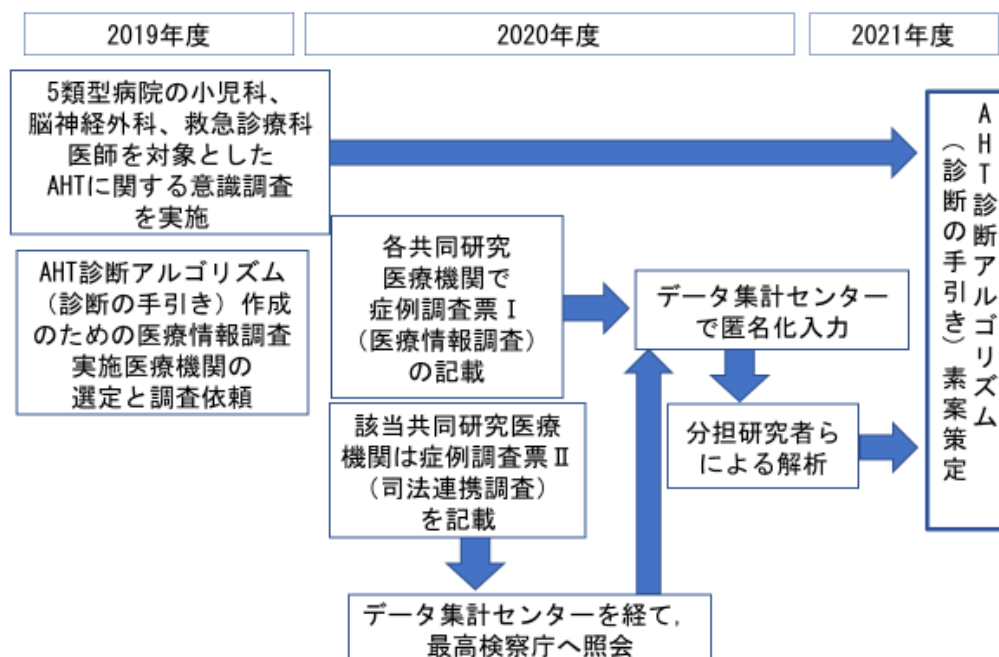 2019年度
2020年度
2021年度
5類型病院の小児科、
脳神経外科、救急診療科
医師を対象とした
AHTに関する意識調査
を実施
AHT診断アルゴリズム
（診断の手引き）作成
のための医療情報調査
実施医療機関の
選定と調査依頼
各共同研究
医療機関で
症例調査票Ⅰ
（医療情報調査）
の記載
該当共同研究医療
機関は症例調査票Ⅱ
（司法連携調査）
を記載
データ集計センターを経て,
最高検察庁へ照会
データ集計センター
で匿名化入力
分担研究者ら
による解析
AHT診断アルゴリズム
（診断の手引き）素案策定